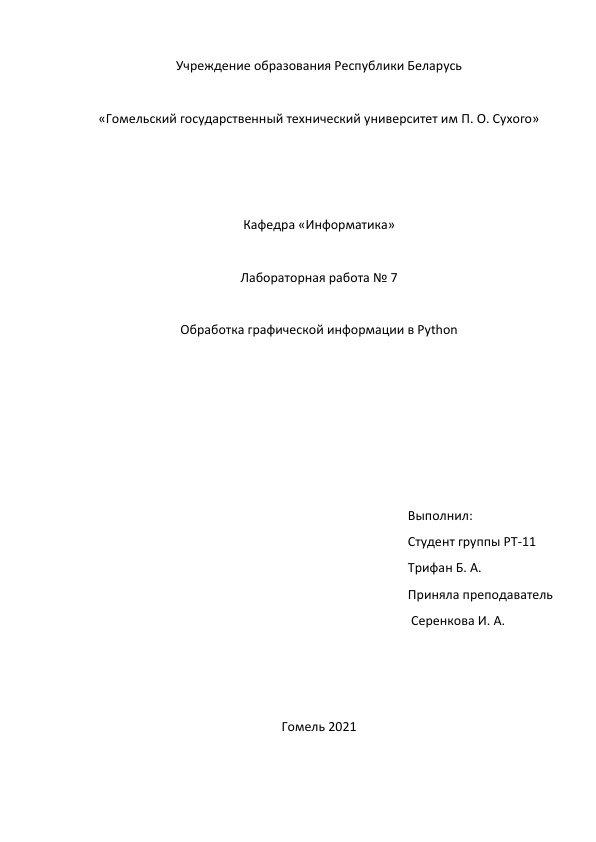 Учреждение образования Республики Беларусь
«Гомельский государственный технический университет им П. О. Сухого»
Кафедра «Информатика»
Лабораторная работа № 7
Обработка графической информации в Python
Выполнил:
Студент группы РТ-11
Трифан Б. А.
Приняла преподаватель
Серенкова И. А.
Гомель 2021